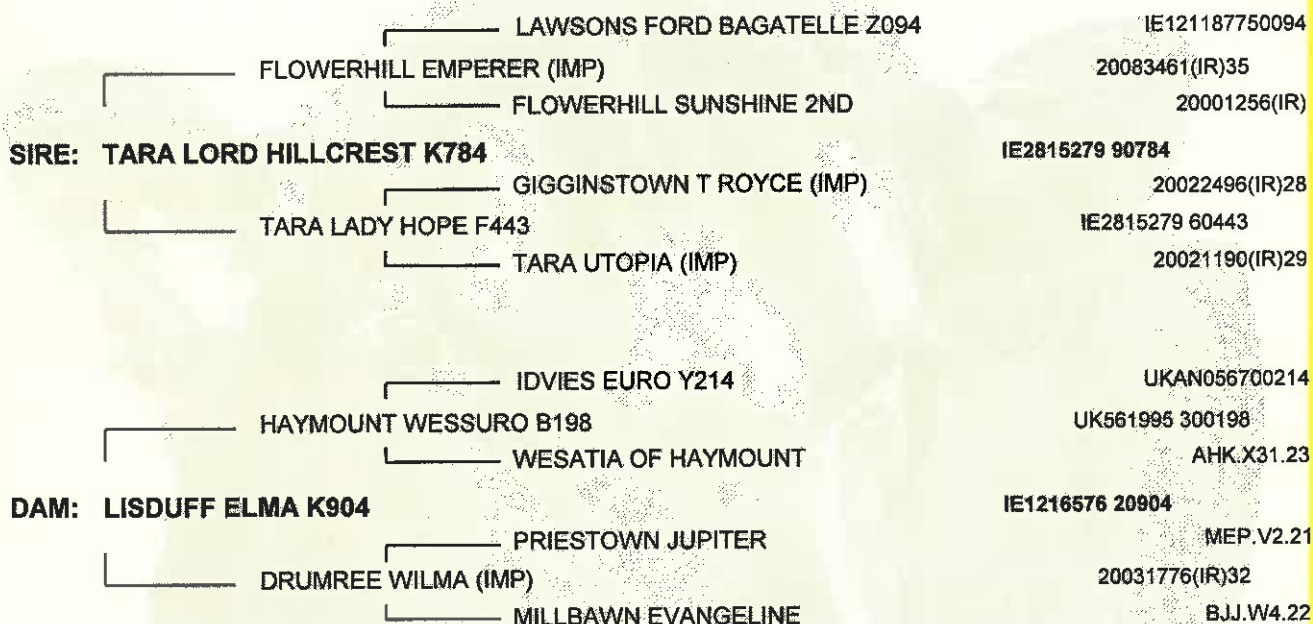 LAWSONS FORD BAGATELLE Z094 IE121187750094
FLOWERHILL EMPERER (IMP) 20083461(IR)35
FLOWERHILL SUNSHINE 2ND 20001256(IR)
SIRE: TARA LORD HILLCREST K784 IE2815279 90784
GIGGINSTOWN T ROYCE (IMP) 20022496(IR)28
TARA LADY HOPE F443 IE2815279 60443
TARA UTOPIA (IMP) 20021190(IR)29
IDVIES EURO Y214 UKAN056700214
HAYMOUNT WESSURO B198 UK561995 300198
WESATIA OF HAYMOUNT AHK.X31.23
DAM: LISDUFF ELMA K904 IE1216576 20904
PRIESTOWN JUPITER MEP.V2.21
DRUMREE WILMA (IMP) 20031776(IR)32
MILLBAWN EVANGELINE BJJ.W4.22